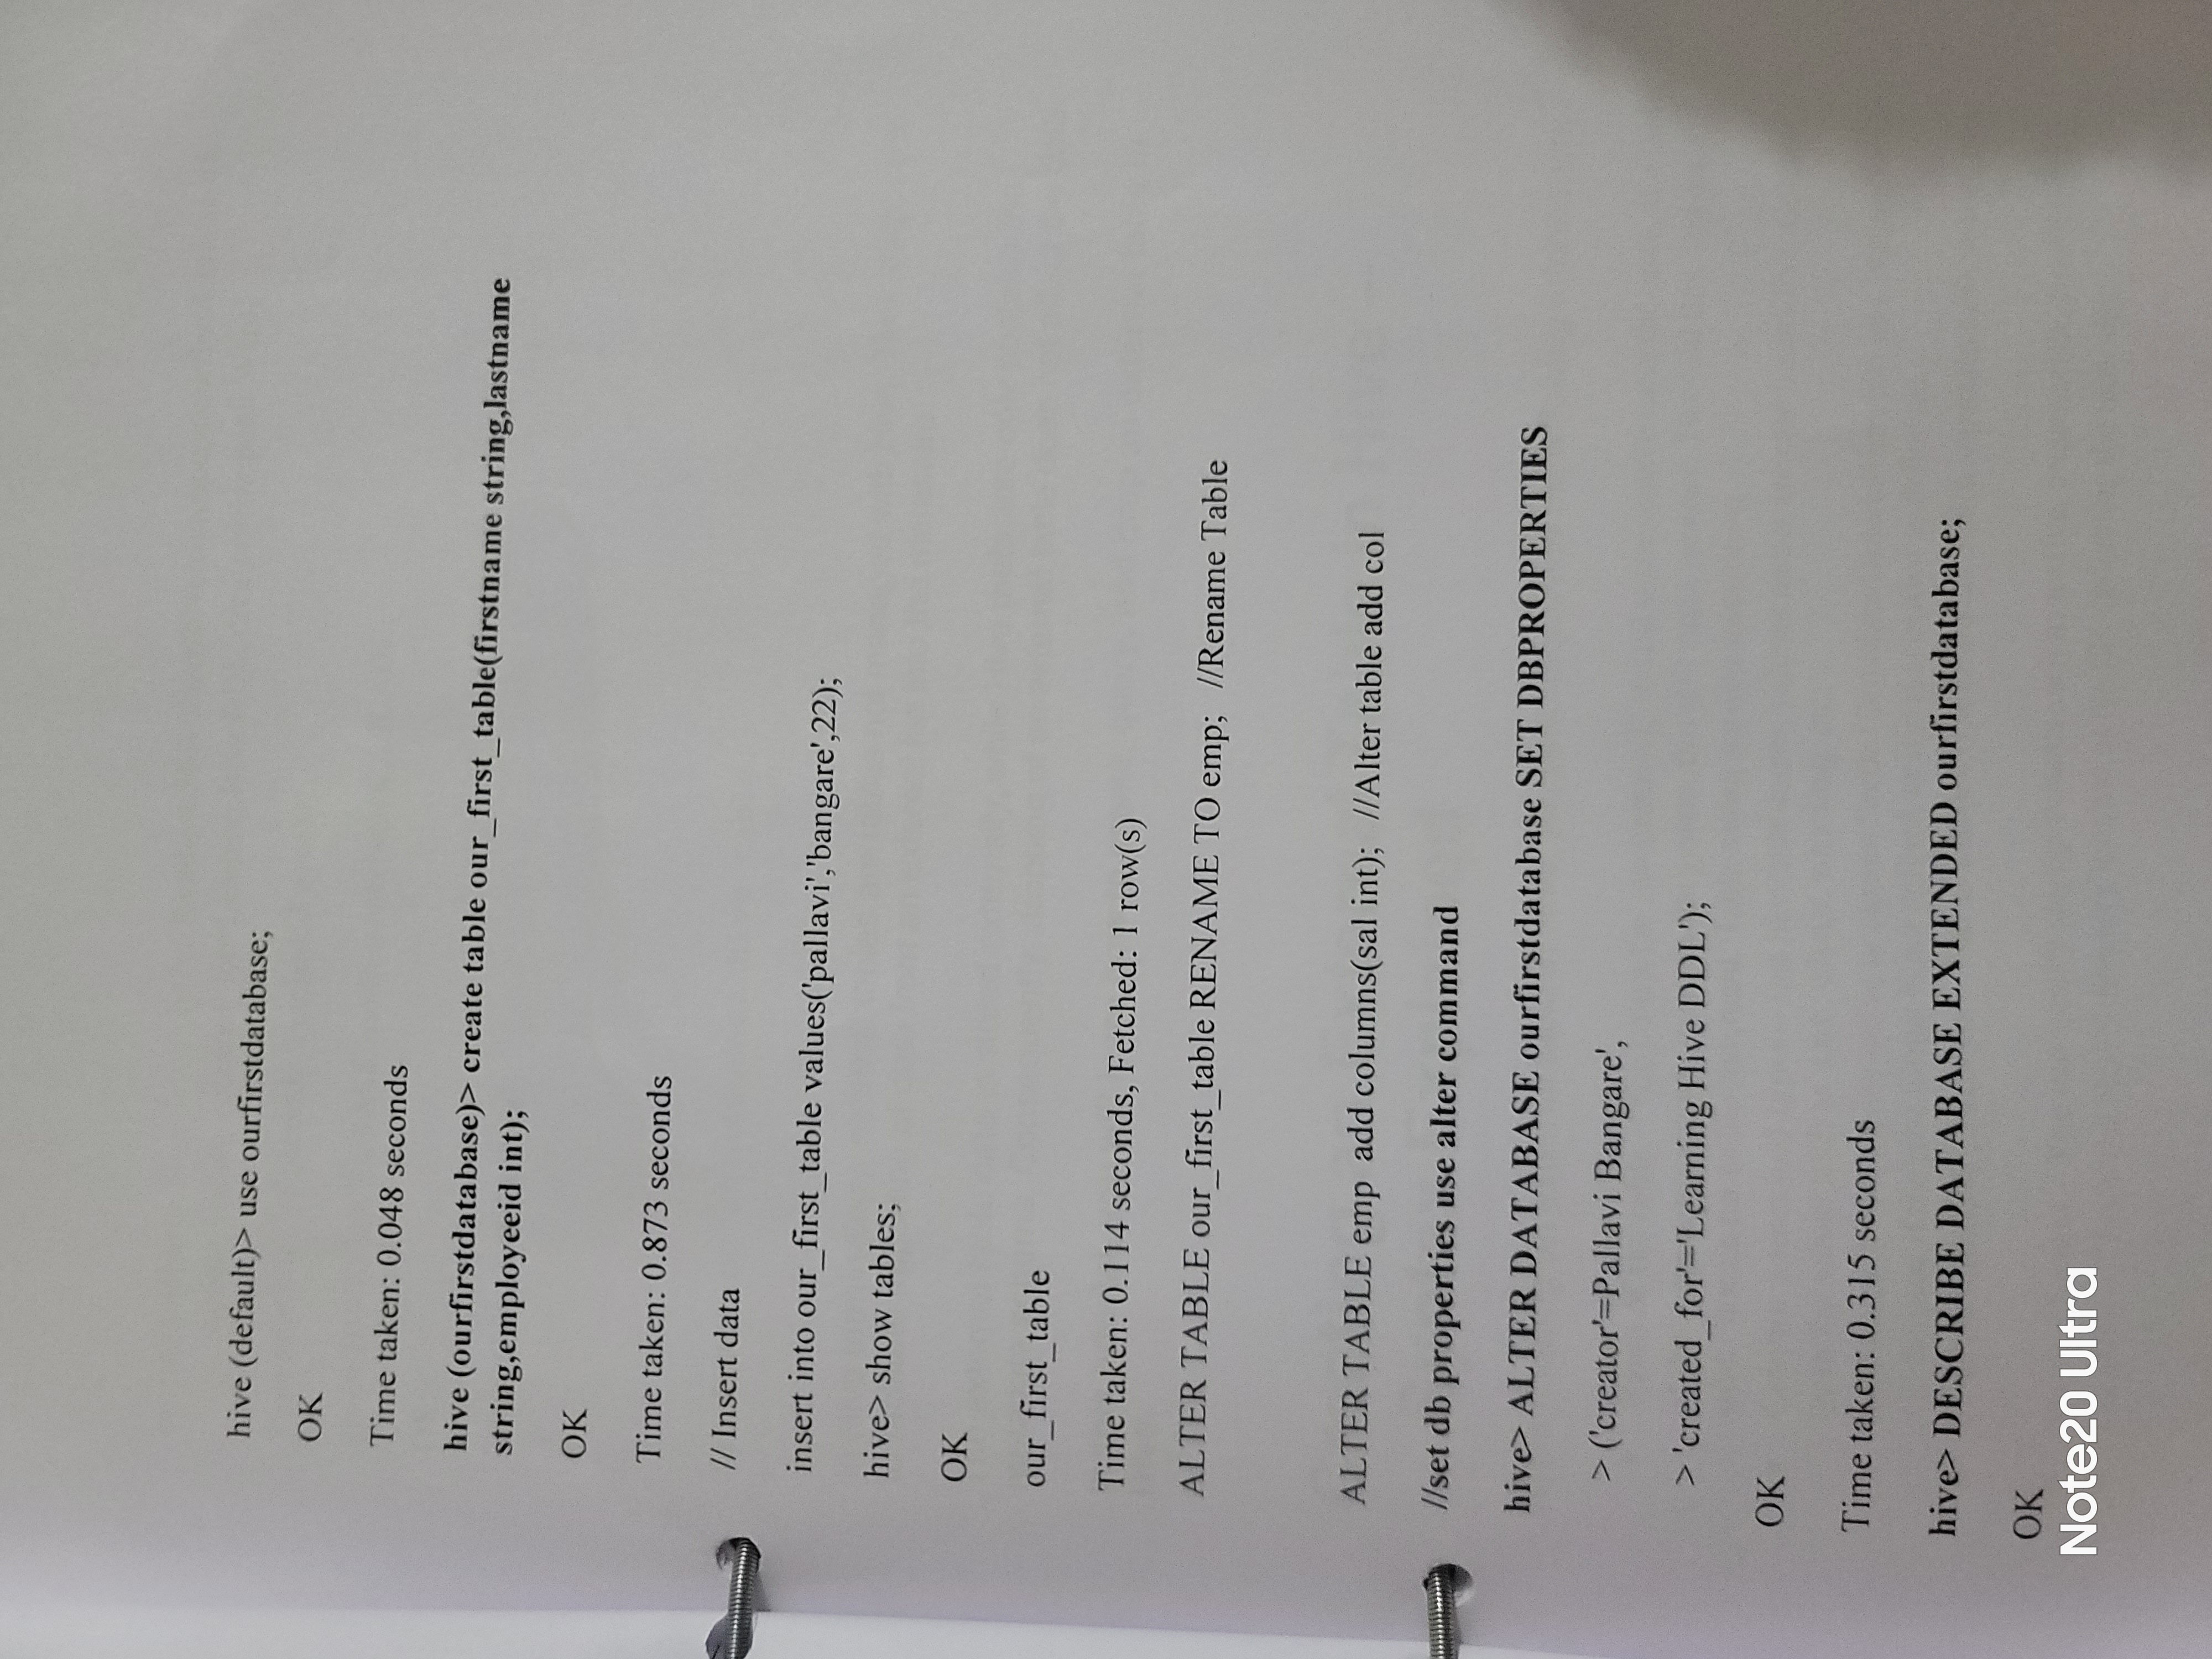 hive (default)> use ourfirstdatabase;
OK
Time taken: 0.048 seconds
hive (ourfirstdatabase)> create table our_first_table(firstname string,lastname
string,employeeid int);
OK
Time taken: 0.873 seconds
// Insert data
insert into our_first_table values('pallavi','bangare',22);
hive> show tables;
OK
our_first_table
Time taken: 0.114 seconds, Fetched: 1 row(s)
ALTER TABLE our_first_table RENAME TO emp; //Rename Table
ALTER TABLE emp add columns(sal int); //Alter table add col
//set db properties use alter command
hive> ALTER DATABASE ourfirstdatabase SET DBPROPERTIES
> ('creator'=Pallavi Bangare',
> 'created_for'='Learning Hive DDL');
OK
Time taken: 0.315 seconds
hive> DESCRIBE DATABASE EXTENDED ourfirstdatabase;
OK
Note20 Ultra